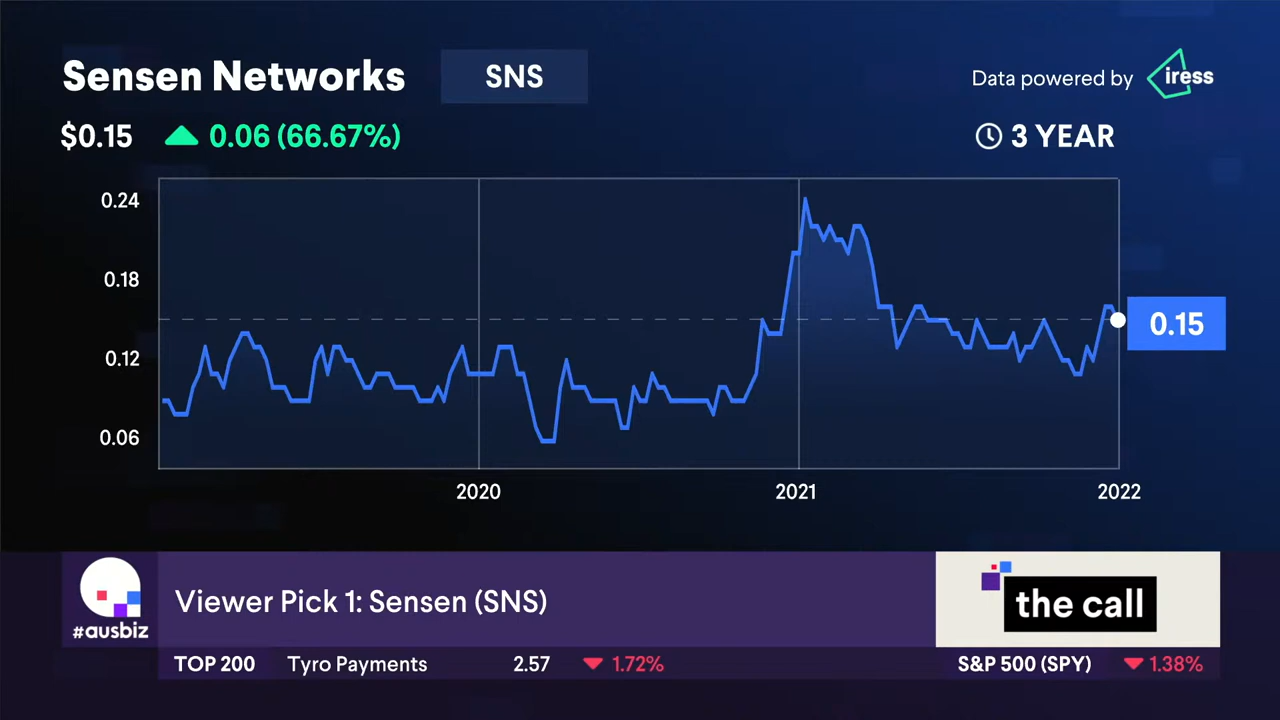 Sensen Networks SNS
Data powered by iress
$0.15 0.06 (66.67%)
3 YEAR
0.24
0.18
0.12
0.06
0.15
2020 2021 2022
#ausbiz
Viewer Pick 1: Sensen (SNS)
the call
TOP 200 Tyro Payments 2.57 1.72% S&P 500 (SPY) 1.38%